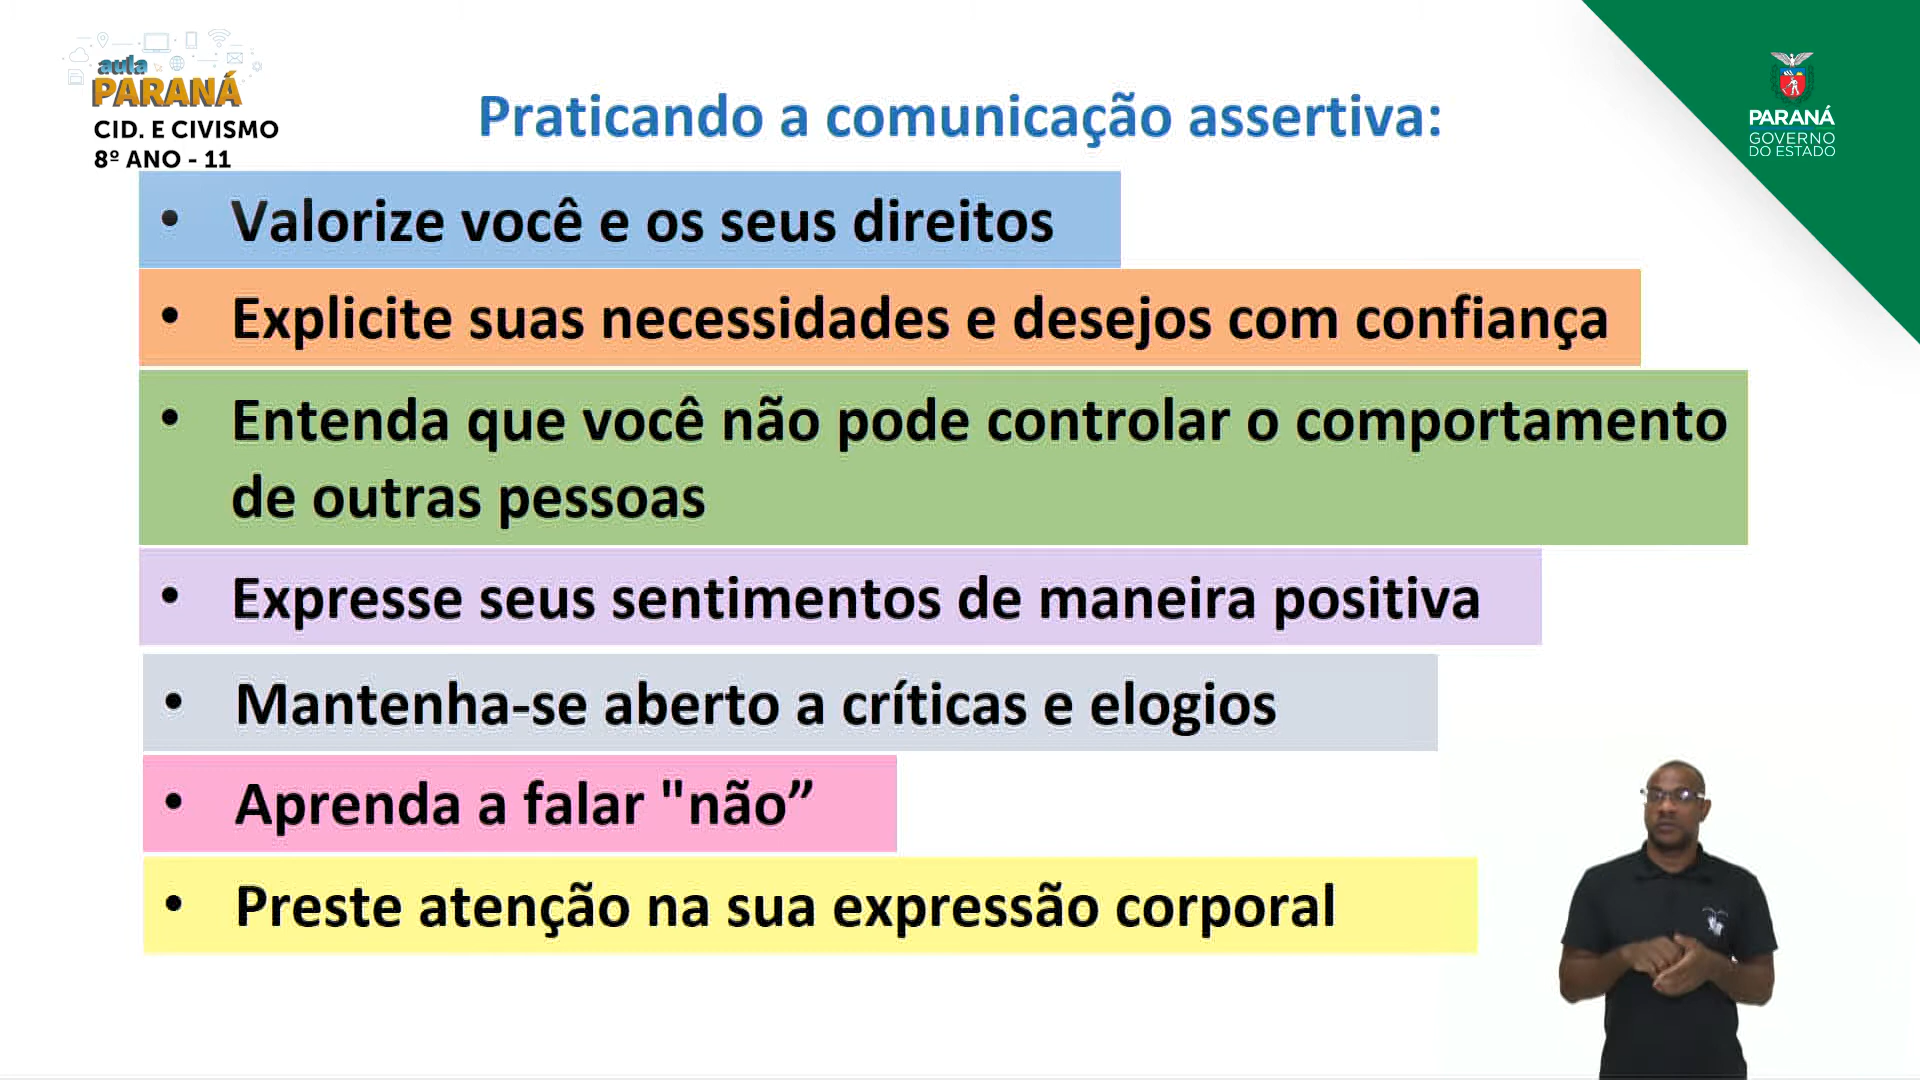 aula
PARANÁ
CID. E CIVISMO
8º ANO - 11
PARANÁ
GOVERNO
DO ESTADO
Praticando a comunicação assertiva:
• Valorize você e os seus direitos
• Explicite suas necessidades e desejos com confiança
• Entenda que você não pode controlar o comportamento
de outras pessoas
• Expresse seus sentimentos de maneira positiva
• Mantenha-se aberto a críticas e elogios
• Aprenda a falar "não”
• Preste atenção na sua expressão corporal